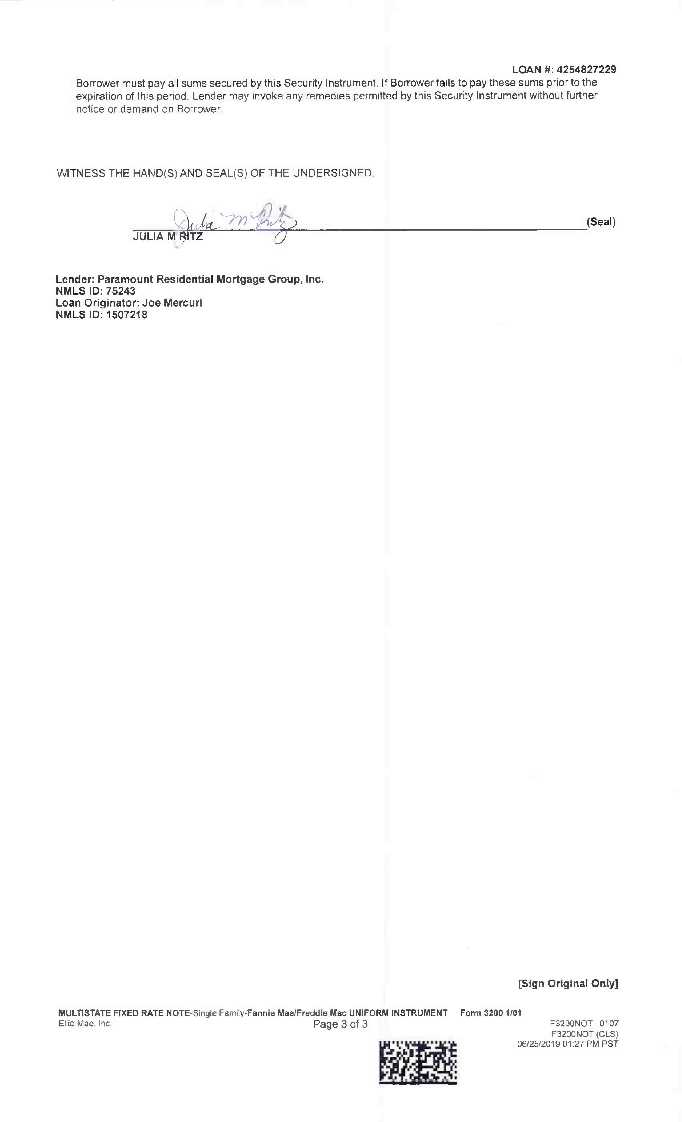 LOAN #: 4254827229
Borrower must pay all sums secured by this Security Instrument. If Borrower fails to pay these sums prior to the
expiration of this period, Lender may invoke any remedies permitted by this Security Instrument without further
notice or demand on Borrower.
WITNESS THE HAND(S) AND SEAL(S) OF THE UNDERSIGNED.
Julia M Ritz
(Seal)
JULIA M RITZ
Lender: Paramount Residential Mortgage Group, Inc.
NMLS ID: 75243
Loan Originator: Joe Mercuri
NMLS ID: 1507218
[Sign Original Only]
MULTISTATE FIXED RATE NOTE-Single Family-Fannie Mae/Freddie Mac UNIFORM INSTRUMENT Form 3200 1/01
Ellie Mae, Inc. Page 3 of 3 F3200NOT 0107
F3200NOT (CLS)
06/25/2019 01:27 PM PST